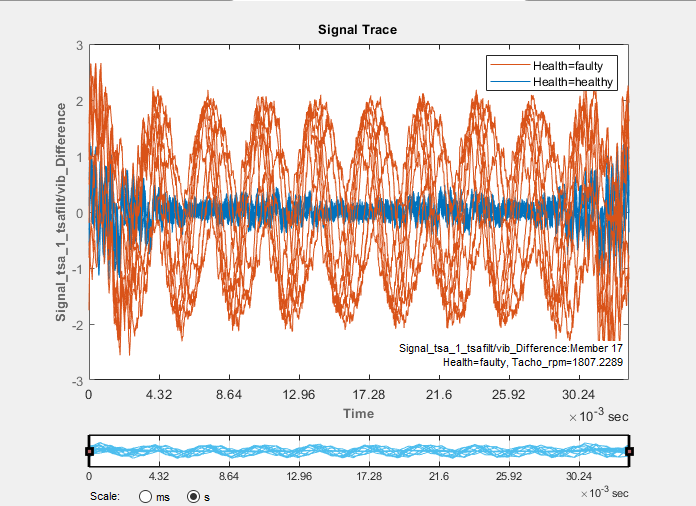 Signal Trace
3
Health=faulty
Health=healthy
2
1
0
-1
-2
-3
Signal_tsa_1_tsafilt/vib_Difference
Signal_tsa_1_tsafilt/vib_Difference:Member 17
Health=faulty, Tacho_rpm=1807.2289
0 4.32 8.64 12.96 17.28 21.6 25.92 30.24
Time
×10⁻³ sec
0 4.32 8.64 12.96 17.28 21.6 25.92 30.24
×10⁻³ sec
Scale: ms s